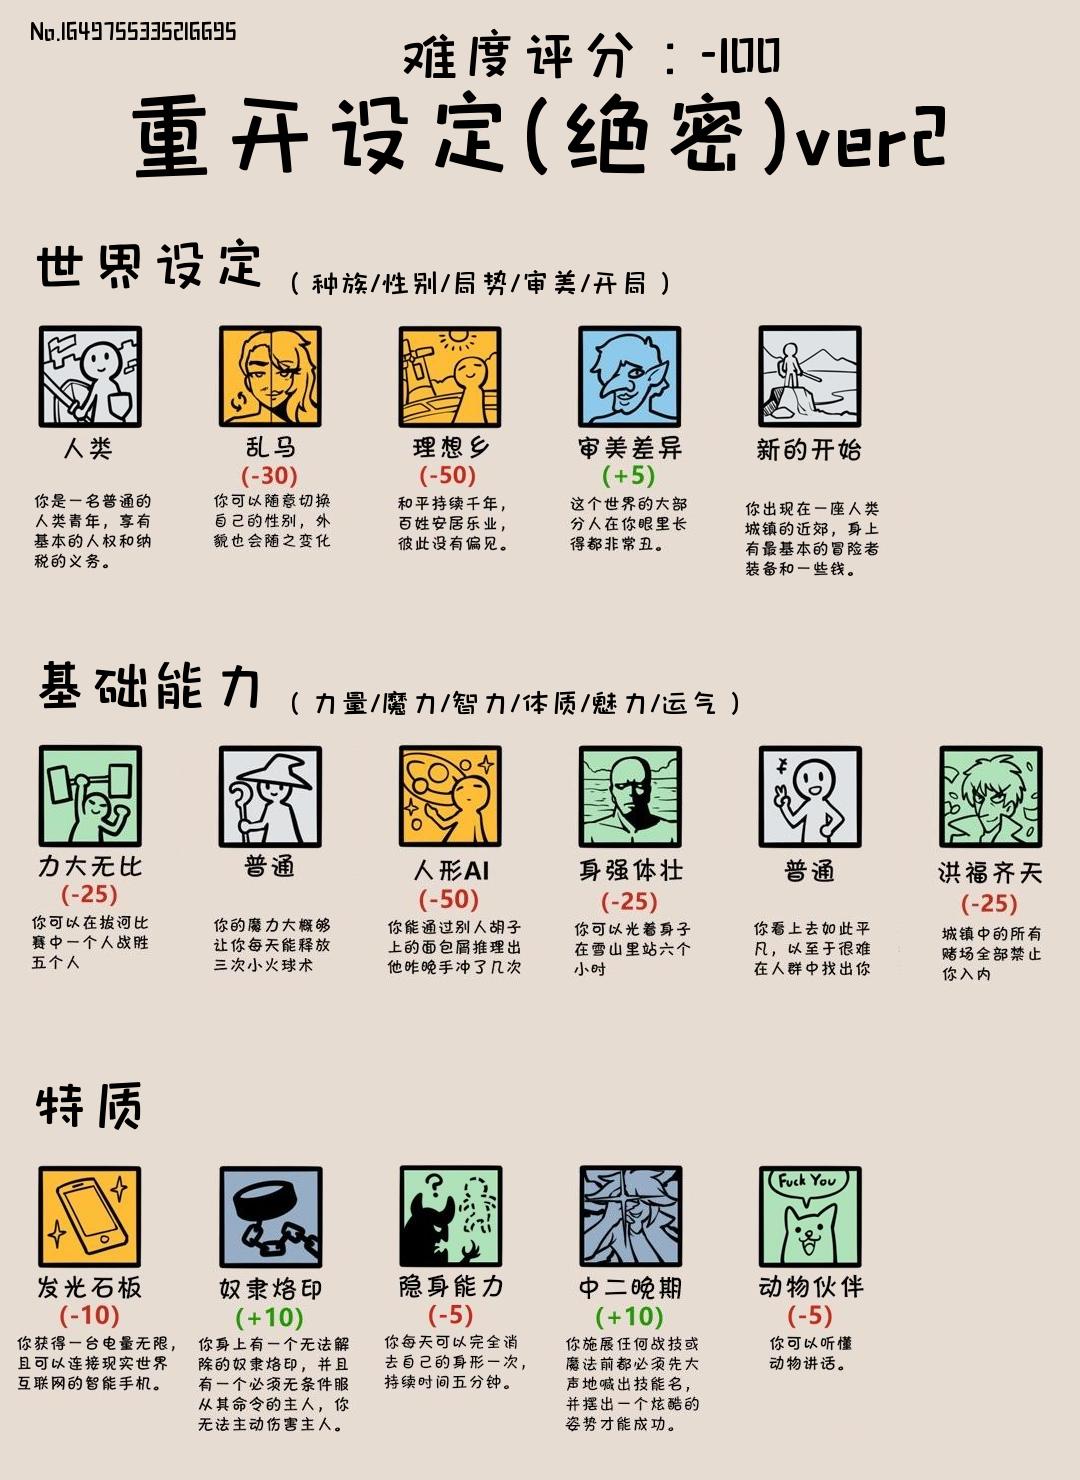 No.1649755335216695
难度评分：-100
重开设定(绝密)ver2
世界设定（种族/性别/局势/审美/开局）
人类
你是一名普通的
人类青年，享有
基本的人权和纳
税的义务。
乱马
(-30)
你可以随意切换
自己的性别，外
貌也会随之变化
理想乡
(-50)
和平持续千年，
百姓安居乐业，
彼此没有偏见。
审美差异
(+5)
这个世界的大部
分人在你眼里长
得都非常丑。
新的开始
你出现在一座人类
城镇的近郊，身上
有最基本的冒险者
装备和一些钱。
基础能力（力量/魔力/智力/体质/魅力/运气）
力大无比
(-25)
你可以在拔河比
赛中一个人战胜
五个人
普通
你的魔力大概够
让你每天能释放
三次小火球术
人形AI
(-50)
你能通过别人胡子
上的面包屑推理出
他昨晚手冲了几次
身强体壮
(-25)
你可以光着身子
在雪山里站六个
小时
普通
你看上去如此平
凡，以至于很难
在人群中找出你
洪福齐天
(-25)
城镇中的所有
赌场全部禁止
你入内
特质
发光石板
(-10)
你获得一台电量无限，
且可以连接现实世界
互联网的智能手机。
奴隶烙印
(+10)
你身上有一个无法解
除的奴隶烙印，并且
有一个必须无条件服
从其命令的主人，你
无法主动伤害主人。
隐身能力
(-5)
你每天可以完全消
去自己的身形一次，
持续时间五分钟。
中二晚期
(+10)
你施展任何战技或
魔法前都必须先大
声地喊出技能名，
并摆出一个炫酷的
姿势才能成功。
Fuck You
动物伙伴
(-5)
你可以听懂
动物讲话。